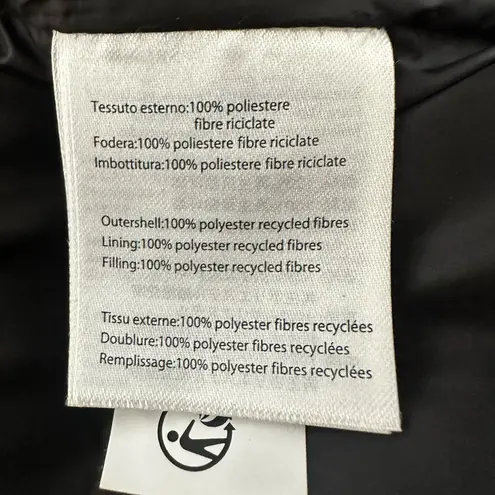 Tessuto esterno:100% poliestere
fibre riciclate
Fodera:100% poliestere fibre riciclate
Imbottitura:100% poliestere fibre riciclate
Outershell:100% polyester recycled fibres
Lining:100% polyester recycled fibres
Filling:100% polyester recycled fibres
Tissu externe:100% polyester fibres recyclées
Doublure:100% polyester fibres recyclées
Remplissage:100% polyester fibres recyclées